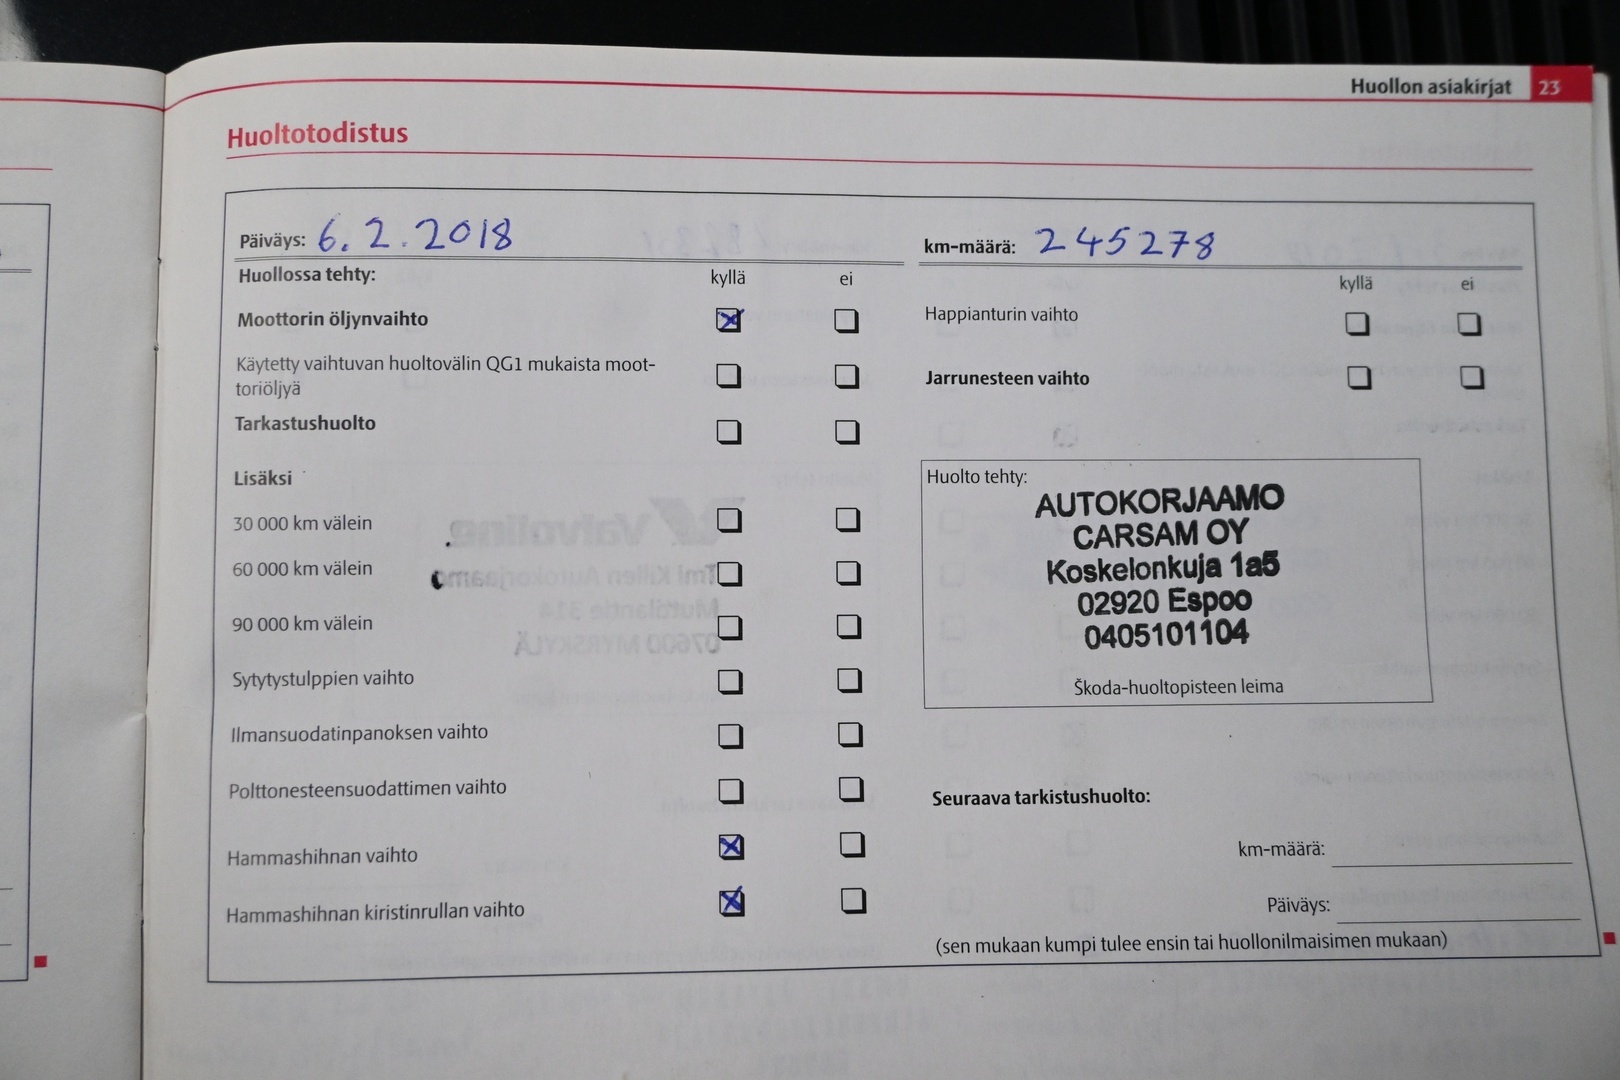 Huollon asiakirjat 23
Huoltotodistus
Päiväys: 6.2.2018
km-määrä: 245278
Huollossa tehty: kyllä ei
Moottorin öljynvaihto
Käytetty vaihtuvan huoltovälin QG1 mukaista moot-
toriöljyä
Tarkastushuolto
Lisäksi
30 000 km välein
60 000 km välein
90 000 km välein
Sytytystulppien vaihto
Ilmansuodatinpanoksen vaihto
Polttonesteensuodattimen vaihto
Hammashihnan vaihto
Hammashihnan kiristinrullan vaihto
kyllä ei
Happianturin vaihto
Jarrunesteen vaihto
Huolto tehty:
AUTOKORJAAMO
CARSAM OY
Koskelonkuja 1a5
02920 Espoo
0405101104
Škoda-huoltopisteen leima
Seuraava tarkistushuolto:
km-määrä:
Päiväys:
(sen mukaan kumpi tulee ensin tai huollonilmaisimen mukaan)